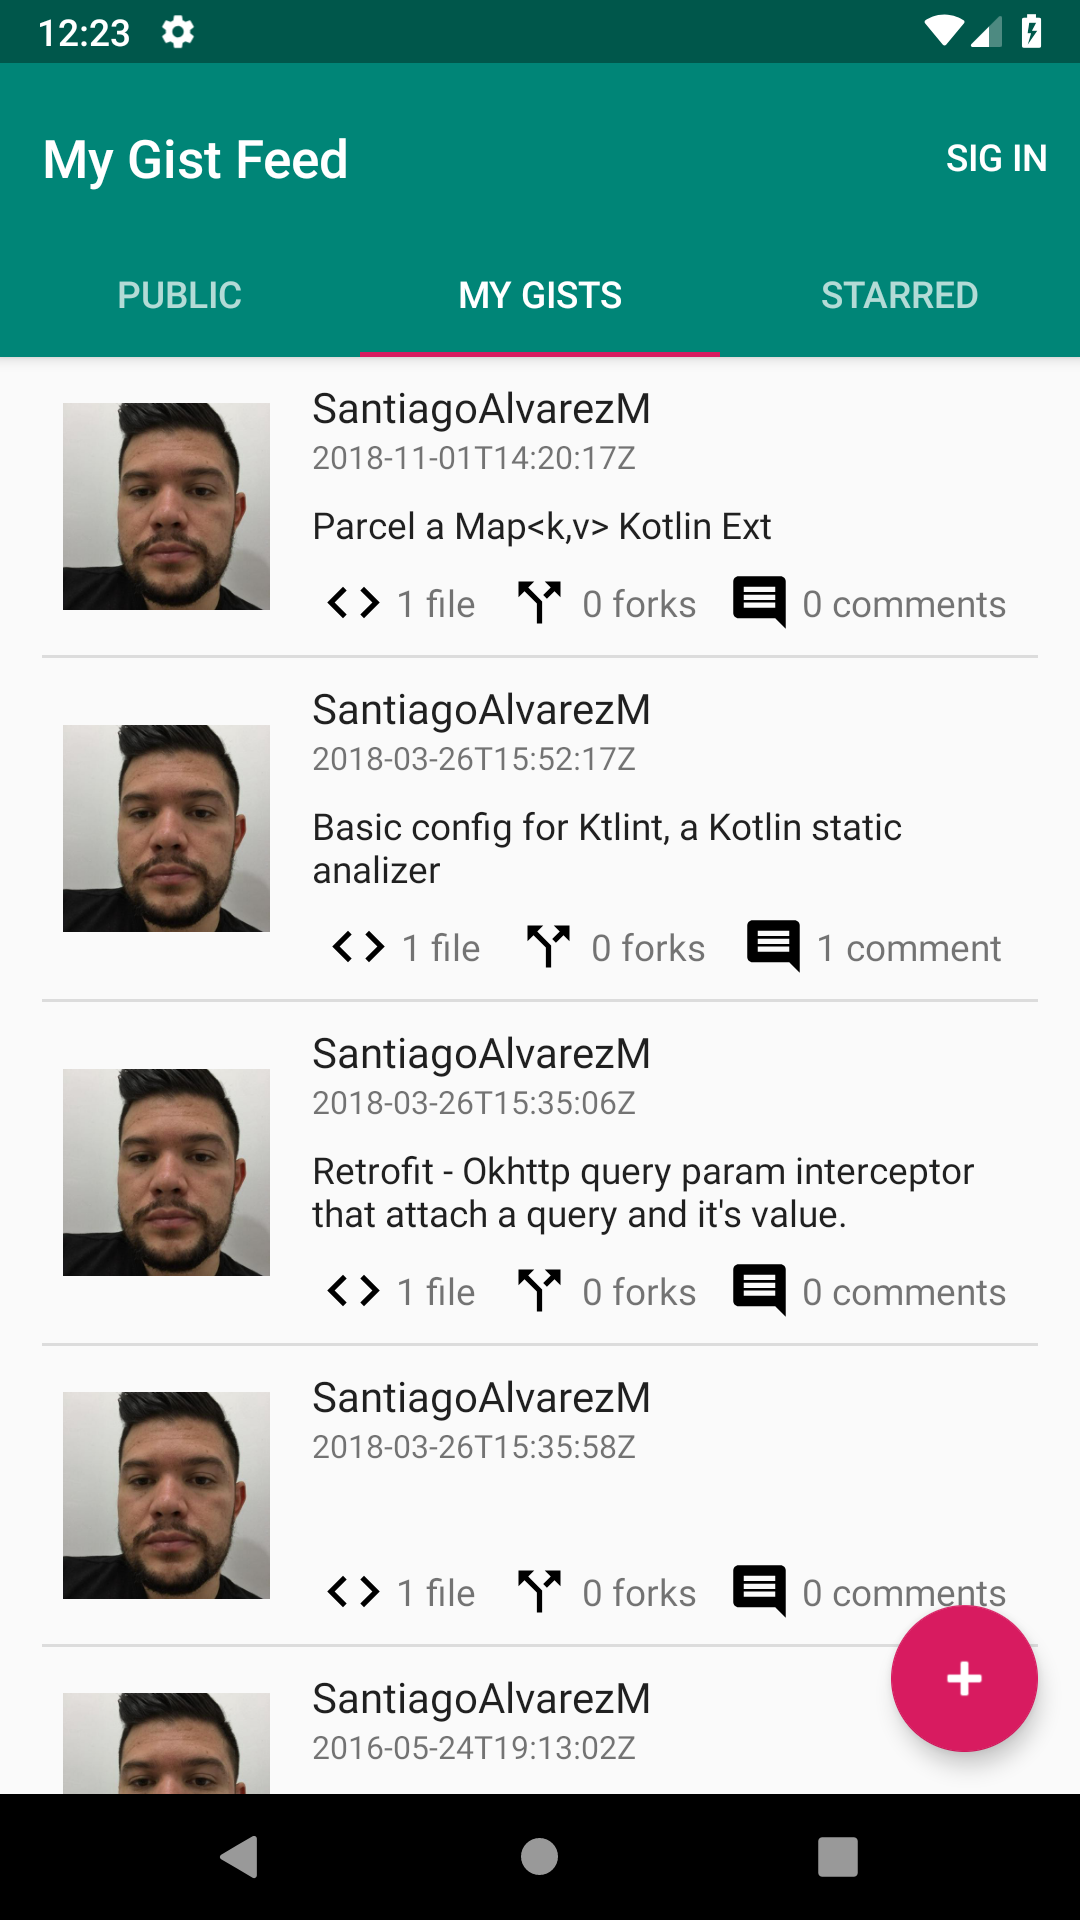 12:23
My Gist Feed
SIG IN
PUBLIC
MY GISTS
STARRED
SantiagoAlvarezM
2018-11-01T14:20:17Z
Parcel a Map<k,v> Kotlin Ext
1 file 0 forks 0 comments
SantiagoAlvarezM
2018-03-26T15:52:17Z
Basic config for Ktlint, a Kotlin static
analizer
1 file 0 forks 1 comment
SantiagoAlvarezM
2018-03-26T15:35:06Z
Retrofit - Okhttp query param interceptor
that attach a query and it's value.
1 file 0 forks 0 comments
SantiagoAlvarezM
2018-03-26T15:35:58Z
1 file 0 forks 0 comments
SantiagoAlvarezM
2016-05-24T19:13:02Z